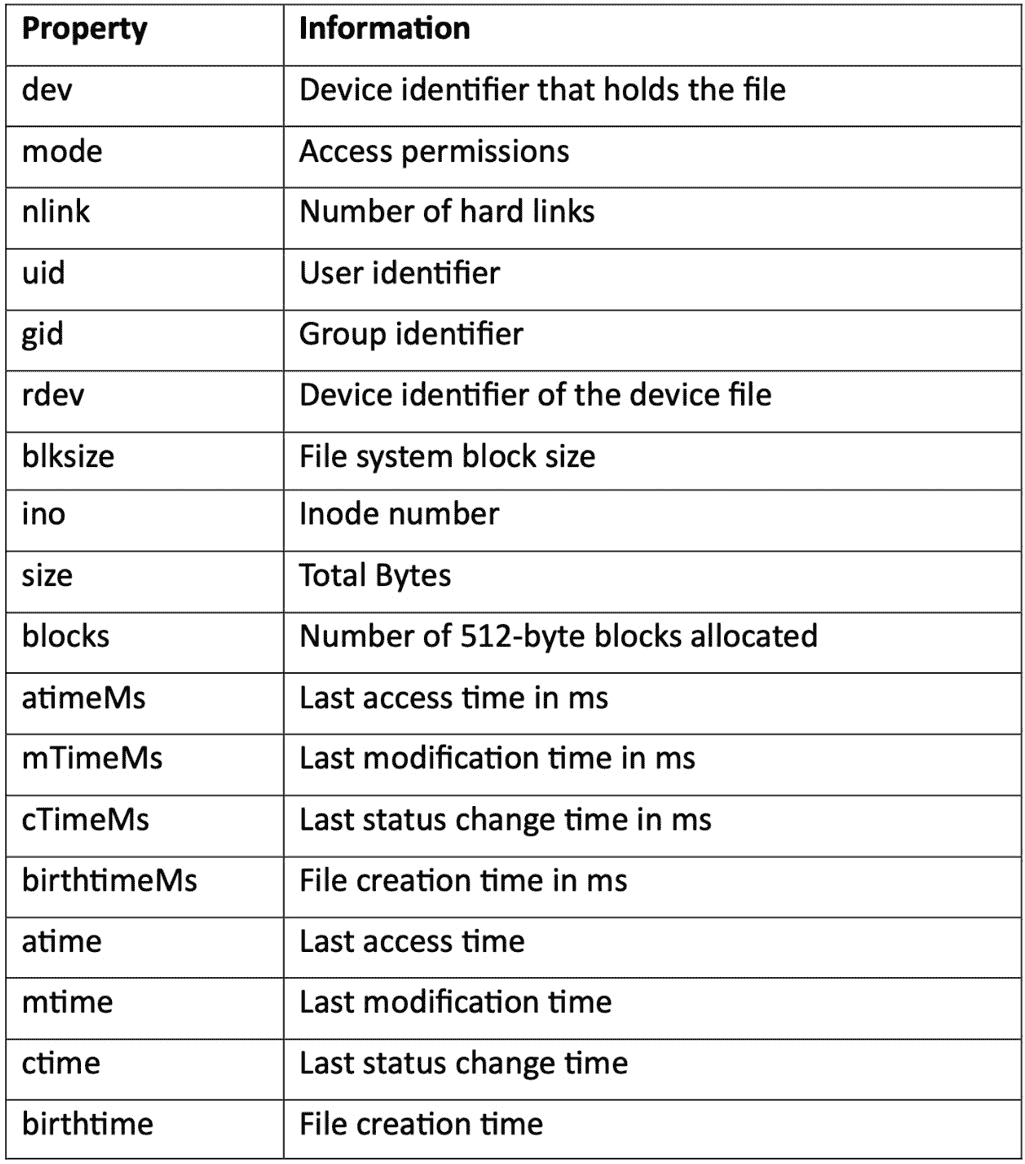 Property Information
dev Device identifier that holds the file
mode Access permissions
nlink Number of hard links
uid User identifier
gid Group identifier
rdev Device identifier of the device file
blksize File system block size
ino Inode number
size Total Bytes
blocks Number of 512-byte blocks allocated
atimeMs Last access time in ms
mTimeMs Last modification time in ms
cTimeMs Last status change time in ms
birthtimeMs File creation time in ms
atime Last access time
mtime Last modification time
ctime Last status change time
birthtime File creation time